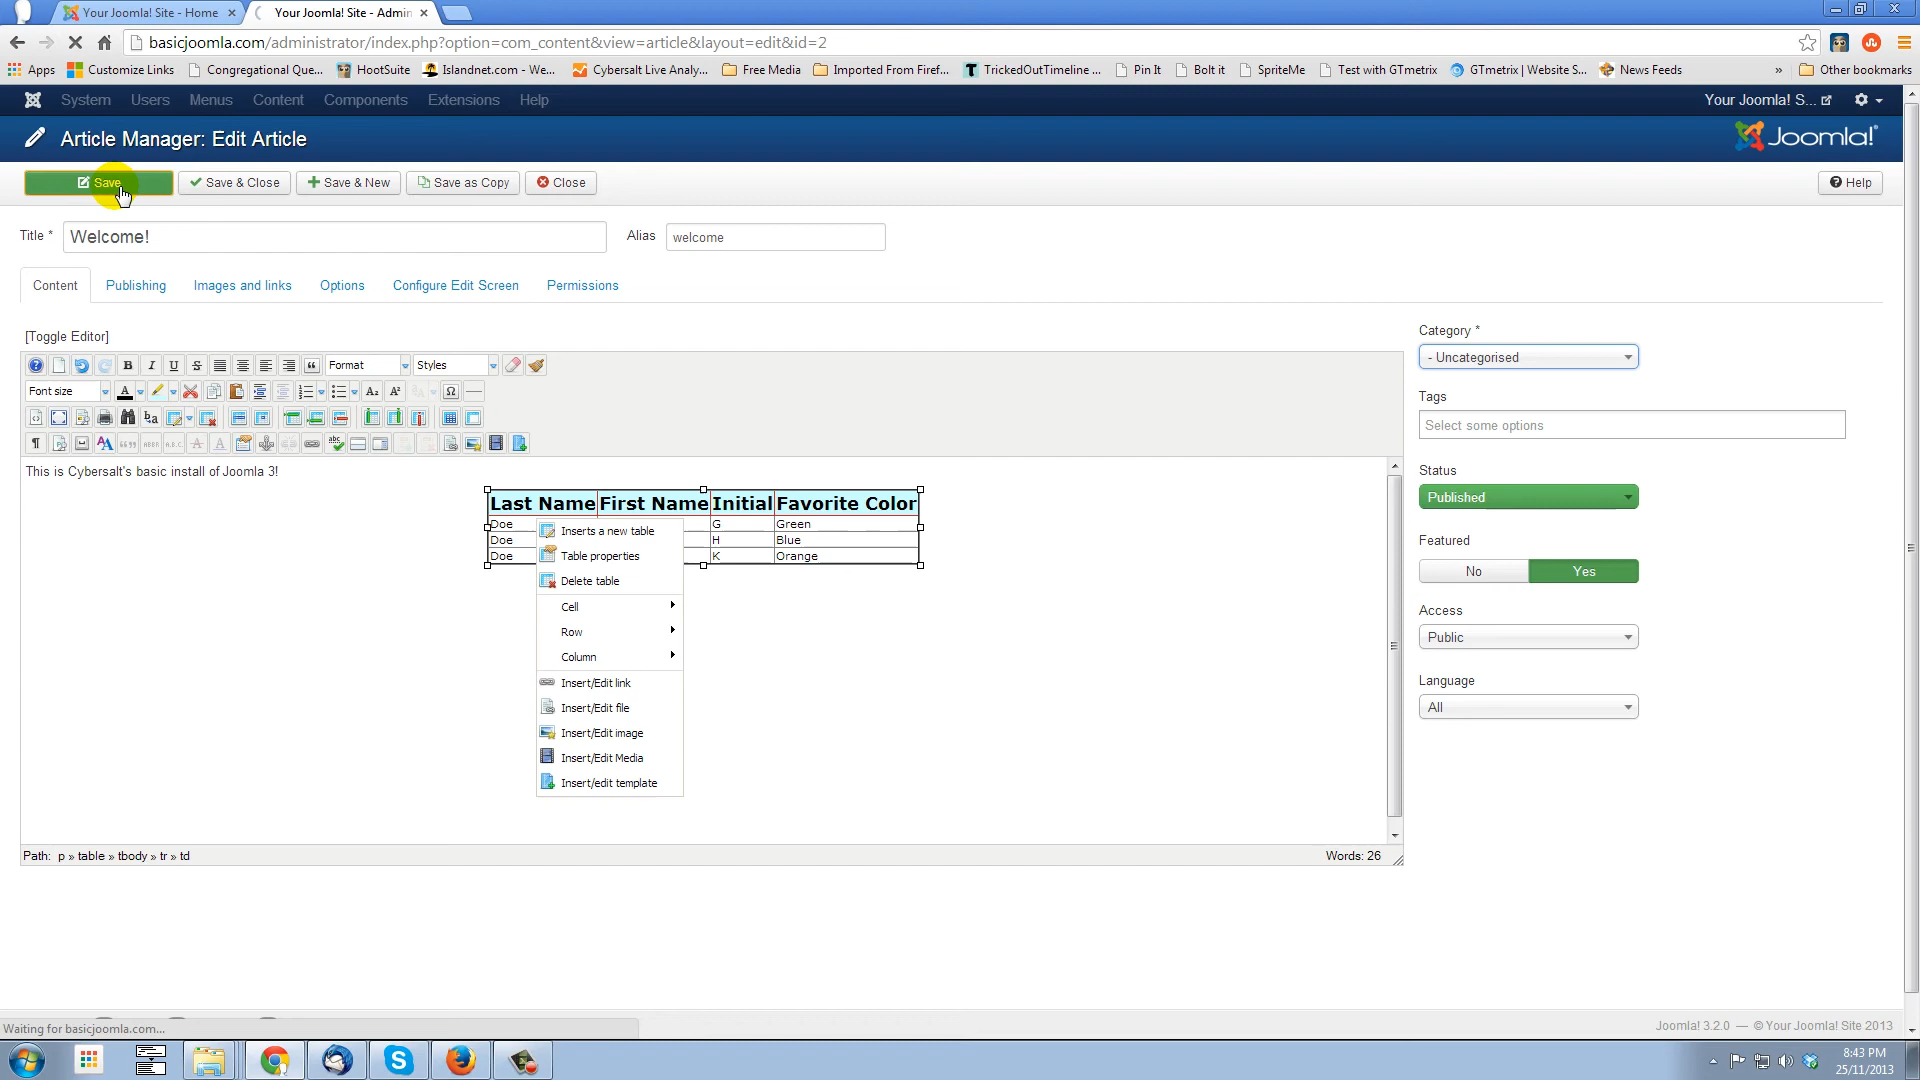 Your Joomla! Site - Home
Your Joomla! Site - Admin
basicjoomla.com/administrator/index.php?option=com_content&view=article&layout=edit&id=2
Apps Customize Links Congregational Que... HootSuite Islandnet.com - We... Cybersalt Live Analy... Free Media Imported From Firef... TrickedOutTimeline ... Pin It Bolt it SpriteMe Test with GTmetrix GTmetrix | Website S... News Feeds » Other bookmarks
System Users Menus Content Components Extensions Help Your Joomla! S...
Article Manager: Edit Article Joomla!
Save Save & Close Save & New Save as Copy Close Help
Title * Welcome! Alias welcome
Content Publishing Images and links Options Configure Edit Screen Permissions
[Toggle Editor]
Format Styles
Font size
This is Cybersalt's basic install of Joomla 3!
Last Name First Name Initial Favorite Color
Doe G Green
Doe H Blue
Doe K Orange
Inserts a new table
Table properties
Delete table
Cell
Row
Column
Insert/Edit link
Insert/Edit file
Insert/Edit image
Insert/Edit Media
Insert/edit template
Path: p » table » tbody » tr » td Words: 26
Category *
- Uncategorised
Tags
Select some options
Status
Published
Featured
No Yes
Access
Public
Language
All
Waiting for basicjoomla.com...
Joomla! 3.2.0 — © Your Joomla! Site 2013
8:43 PM
25/11/2013